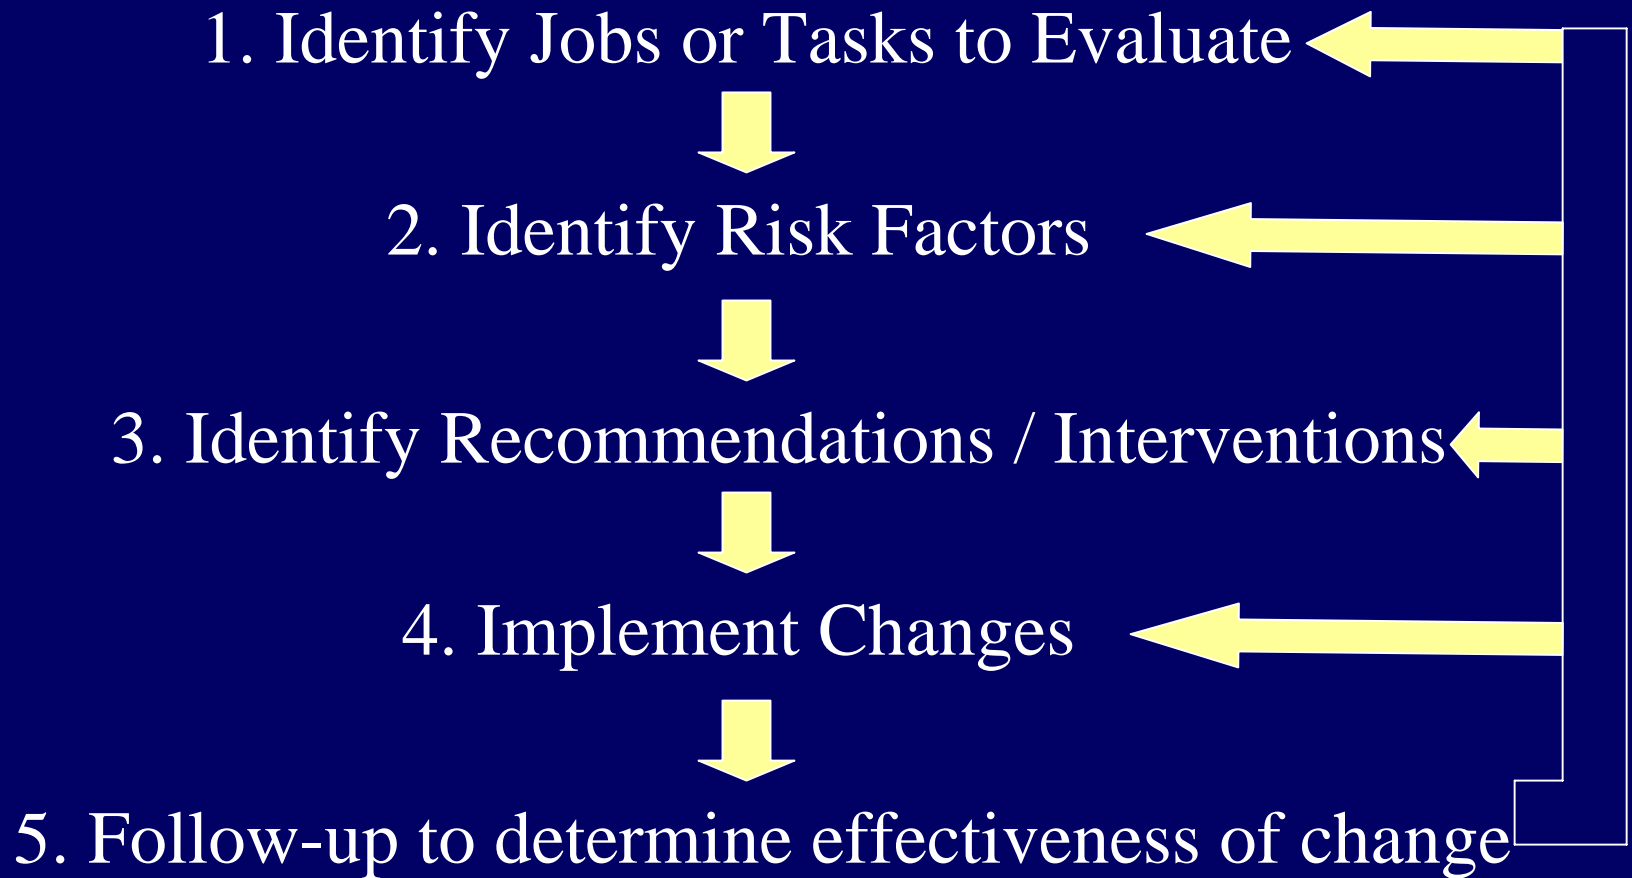 1. Identify Jobs or Tasks to Evaluate
2. Identify Risk Factors
3. Identify Recommendations / Interventions
4. Implement Changes
5. Follow-up to determine effectiveness of change